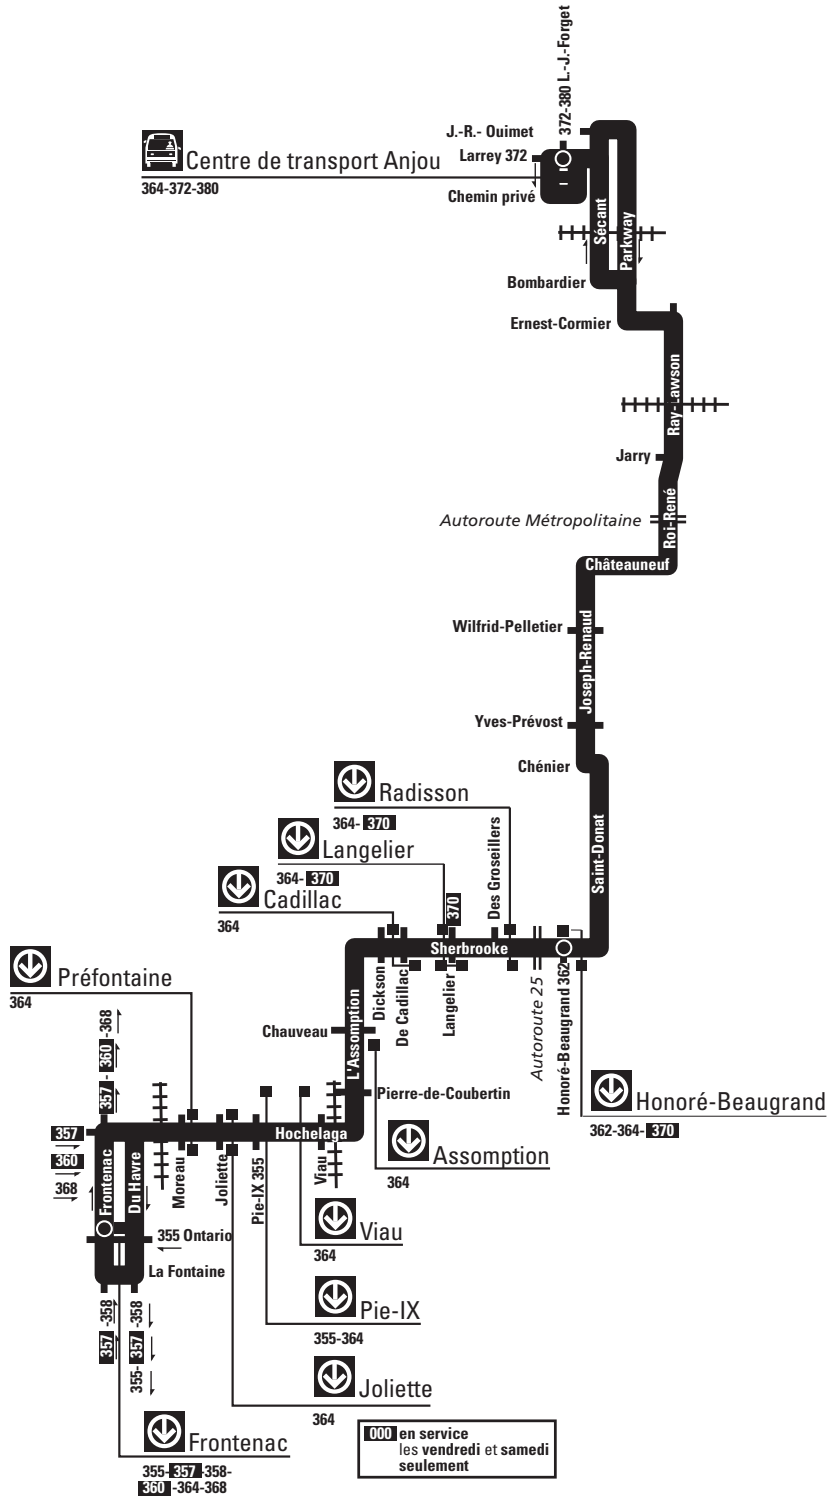 372-380 L.-J.-Forget
J.-R.- Ouimet
Larrey 372
Centre de transport Anjou
364-372-380
Chemin privé
Sécant
Parkway
Bombardier
Ernest-Cormier
Ray-Lawson
Jarry
Roi-René
Autoroute Métropolitaine
Châteauneuf
Wilfrid-Pelletier
Joseph-Renaud
Yves-Prévost
Chénier
Saint-Donat
Radisson
364- 370
Langelier
364- 370
Cadillac
364
370
Des Groseillers
Sherbrooke
Préfontaine
364
Dickson
De Cadillac
Langelier
Autoroute 25
Honoré-Beaugrand 362
L'Assomption
Chauveau
Pierre-de-Coubertin
Honoré-Beaugrand
362-364- 370
357 - 360 -368
357
360
368
Hochelaga
Frontenac
Du Havre
Moreau
Joliette
Pie-IX 355
Viau
Assomption
364
355 Ontario
Viau
364
La Fontaine
357 -358
355- 357 -358
Pie-IX
355-364
Joliette
364
Frontenac
355- 357 -358-
360 -364-368
000 en service
les vendredi et samedi
seulement